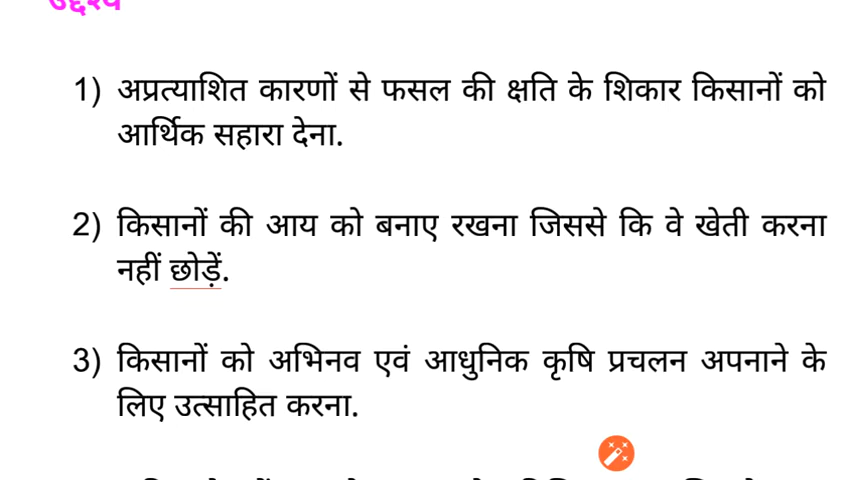 उद्देश्य
1) अप्रत्याशित कारणों से फसल की क्षति के शिकार किसानों को
आर्थिक सहारा देना.
2) किसानों की आय को बनाए रखना जिससे कि वे खेती करना
नहीं छोड़ें.
3) किसानों को अभिनव एवं आधुनिक कृषि प्रचलन अपनाने के
लिए उत्साहित करना.